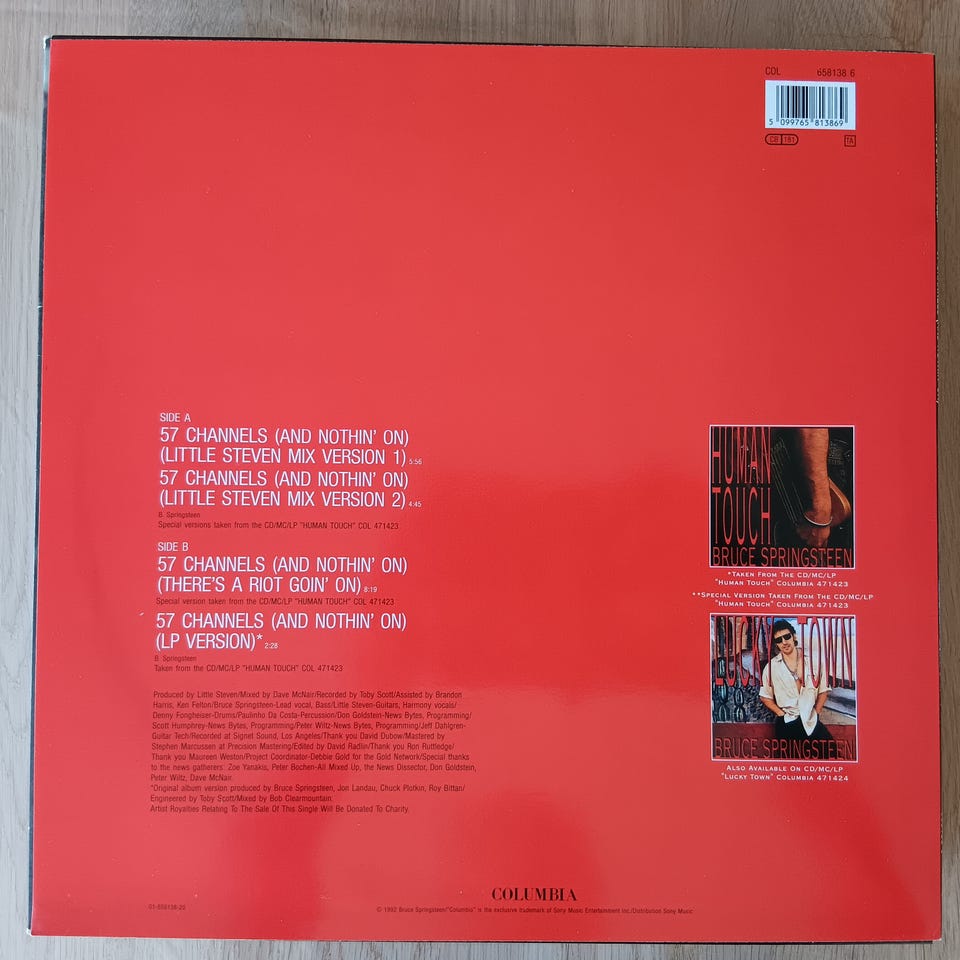 COL 658138 6
5 099765 813869
CB 161
1A
SIDE A
57 CHANNELS (AND NOTHIN' ON)
(LITTLE STEVEN MIX VERSION 1) 5:56
57 CHANNELS (AND NOTHIN' ON)
(LITTLE STEVEN MIX VERSION 2) 4:45
B. Springsteen
Special versions taken from the CD/MC/LP "HUMAN TOUCH" COL 471423
SIDE B
57 CHANNELS (AND NOTHIN' ON)
(THERE'S A RIOT GOIN' ON) 8:19
Special version taken from the CD/MC/LP "HUMAN TOUCH" COL 471423
57 CHANNELS (AND NOTHIN' ON)
(LP VERSION)* 2:28
B. Springsteen
Taken from the CD/MC/LP "HUMAN TOUCH" COL 471423
Produced by Little Steven/Mixed by Dave McNair/Recorded by Toby Scott/Assisted by Brandon
Harris, Ken Felton/Bruce Springsteen-Lead vocal, Bass/Little Steven-Guitars, Harmony vocals/
Denny Fongheiser-Drums/Paulinho Da Costa-Percussion/Don Goldstein-News Bytes, Programming/
Scott Humphrey-News Bytes, Programming/Peter Wiltz-News Bytes, Programming/Jeff Dahlgren-
Guitar Tech/Recorded at Signet Sound, Los Angeles/Thank you David Dubow/Mastered by
Stephen Marcussen at Precision Mastering/Edited by David Radlin/Thank you Ron Ruttledge/
Thank you Maureen Weston/Project Coordinator-Debbie Gold for the Gold Network/Special thanks
to the news-gatherers: Zoe Yanakis, Peter Bochen-All Mixed Up, the News Dissector, Don Goldstein,
Peter Wiltz, Dave McNair.
*Original album version produced by Bruce Springsteen, Jon Landau, Chuck Plotkin, Roy Bittan/
Engineered by Toby Scott/Mixed by Bob Clearmountain.
Artist Royalties Relating To The Sale Of This Single Will Be Donated To Charity.
HUMAN
TOUCH
BRUCE SPRINGSTEEN
*Taken From The CD/MC/LP
"Human Touch" Columbia 471423
**Special Version Taken From The CD/MC/LP
"Human Touch" Columbia 471423
LUCKY TOWN
BRUCE SPRINGSTEEN
Also Available On CD/MC/LP
"Lucky Town" Columbia 471424
COLUMBIA
01-658138-20
© 1992 Bruce Springsteen/"Columbia" is the exclusive trademark of Sony Music Entertainment Inc./Distribution Sony Music